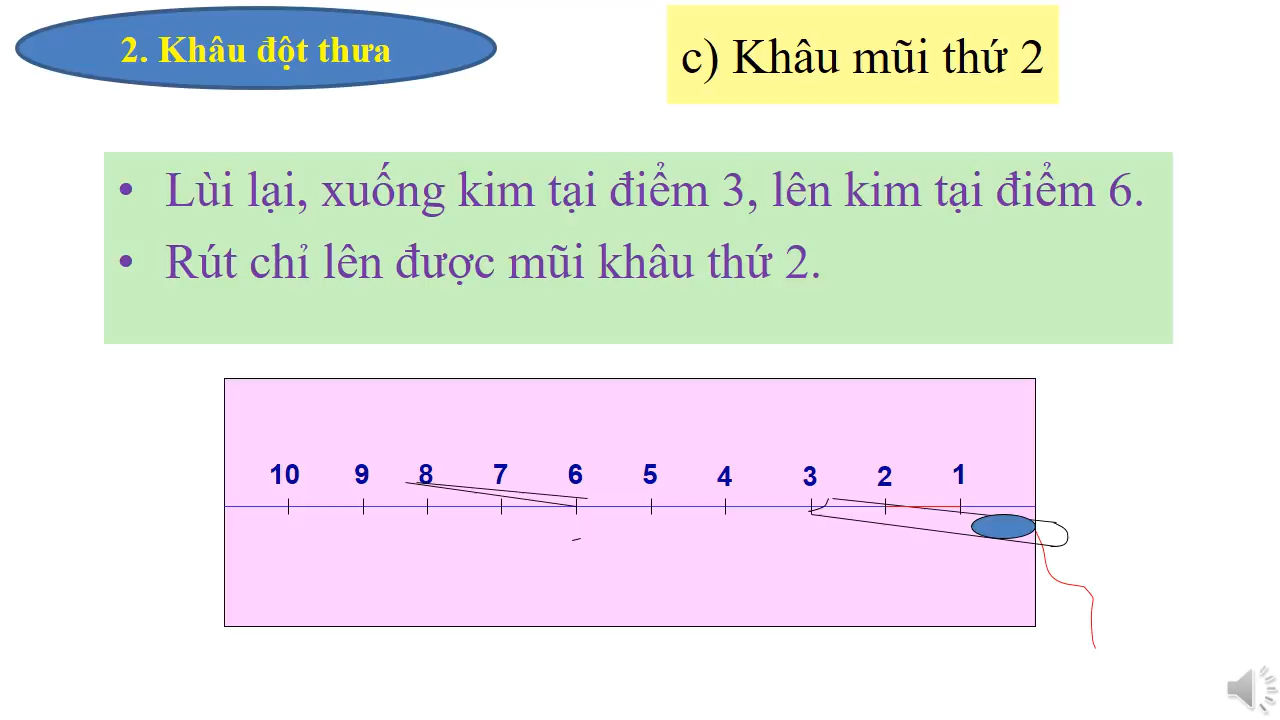 2. Khâu đột thưa
c) Khâu mũi thứ 2
• Lùi lại, xuống kim tại điểm 3, lên kim tại điểm 6.
• Rút chỉ lên được mũi khâu thứ 2.
10 9 8 7 6 5 4 3 2 1